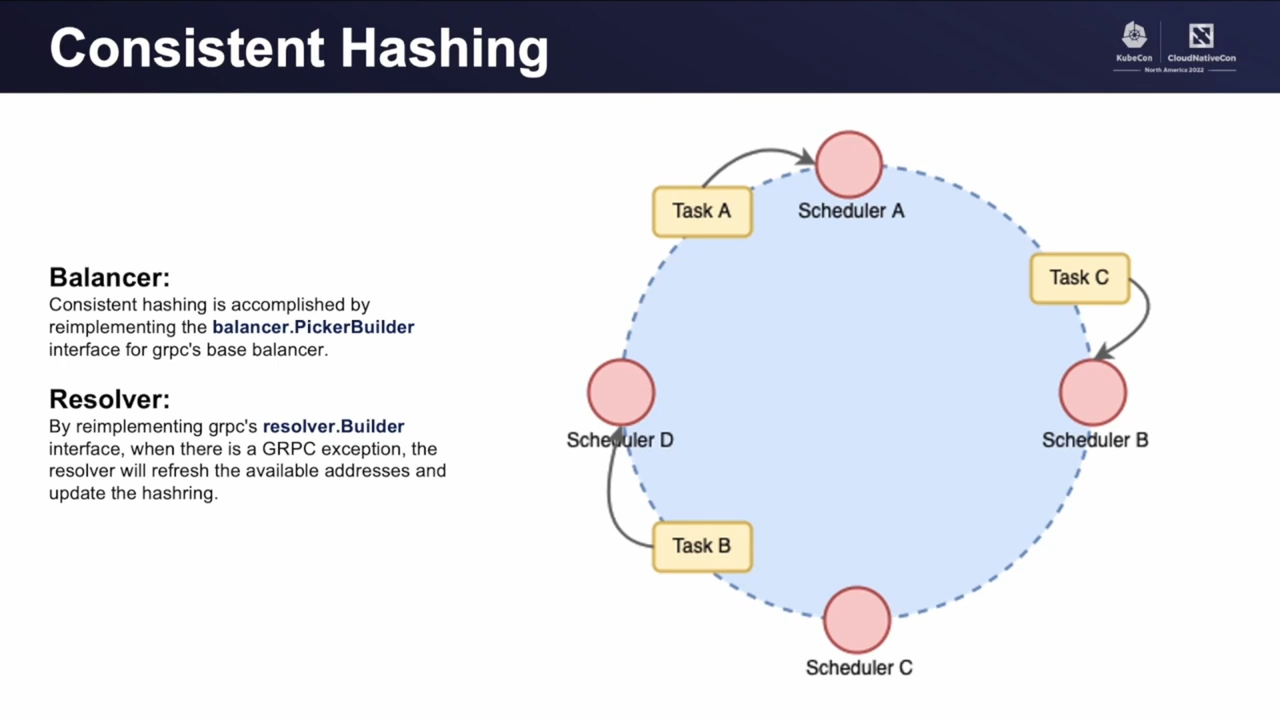 Consistent Hashing
KubeCon
CloudNativeCon
North America 2022
Balancer:
Consistent hashing is accomplished by
reimplementing the balancer.PickerBuilder
interface for grpc's base balancer.
Resolver:
By reimplementing grpc's resolver.Builder
interface, when there is a GRPC exception, the
resolver will refresh the available addresses and
update the hashring.
Task A
Scheduler A
Task C
Scheduler D
Scheduler B
Task B
Scheduler C